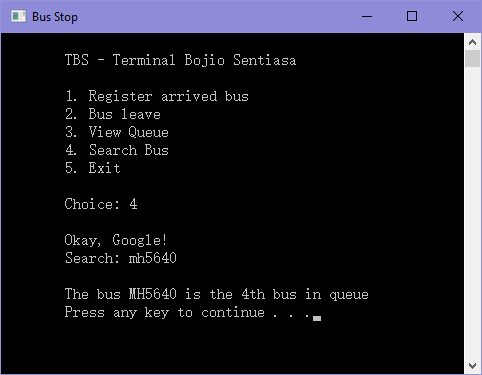 Bus Stop
TBS - Terminal Bojio Sentiasa
1. Register arrived bus
2. Bus leave
3. View Queue
4. Search Bus
5. Exit
Choice: 4
Okay, Google!
Search: mh5640
The bus MH5640 is the 4th bus in queue
Press any key to continue . . .